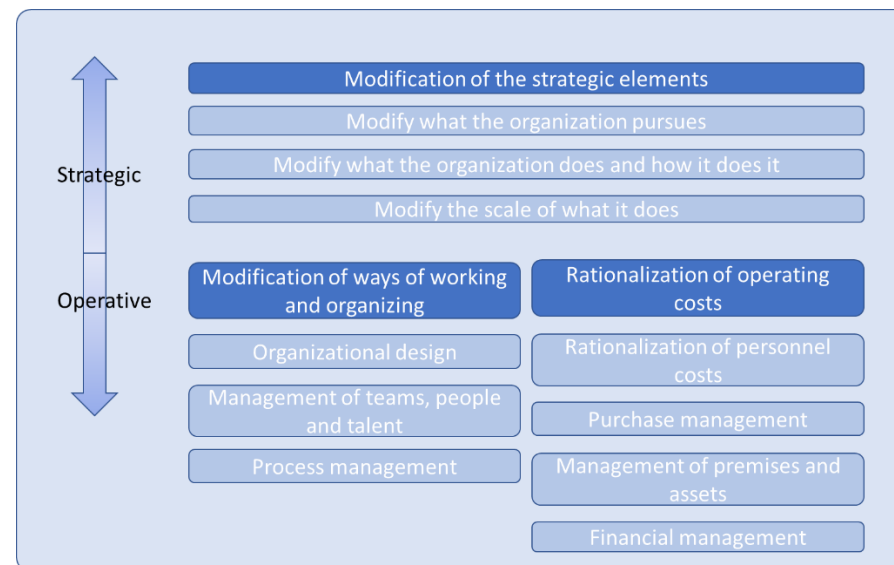 Modification of the strategic elements
Modify what the organization pursues
Modify what the organization does and how it does it
Modify the scale of what it does
Strategic
Operative
Modification of ways of working
and organizing
Organizational design
Management of teams, people
and talent
Process management
Rationalization of operating
costs
Rationalization of personnel
costs
Purchase management
Management of premises and
assets
Financial management